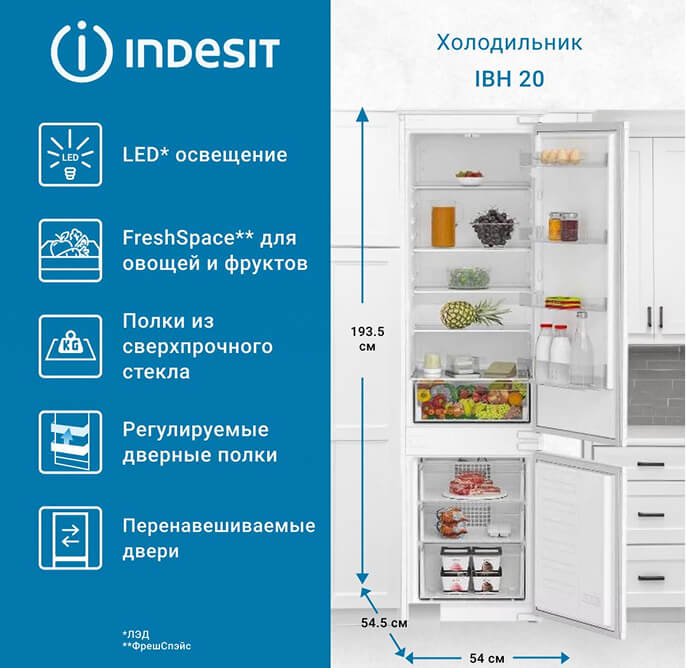 INDESIT
LED
LED* освещение
FreshSpace** для
овощей и фруктов
KG
Полки из
сверхпрочного
стекла
Регулируемые
дверные полки
Перенавешиваемые
двери
*ЛЭД
**ФрешСпэйс
Холодильник
IBH 20
193.5
см
54.5 см
54 см